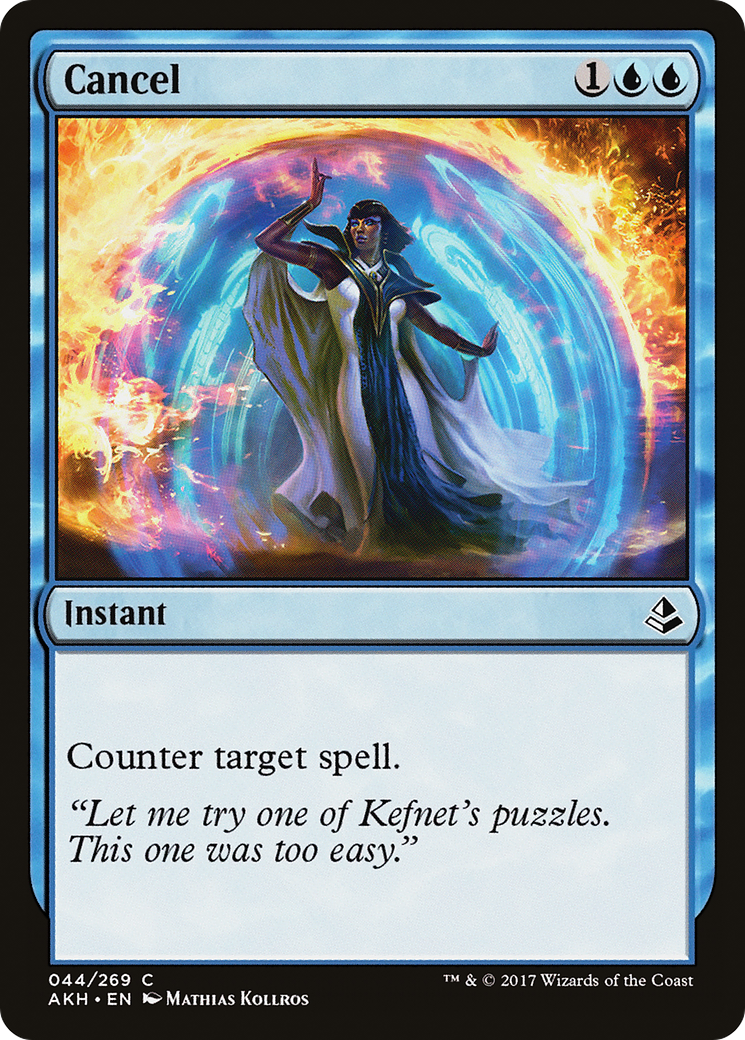 Cancel 1
Instant
Counter target spell.
“Let me try one of Kefnet’s puzzles.
This one was too easy.”
044/269 C
™ & © 2017 Wizards of the Coast
AKH • EN Mathias Kollros